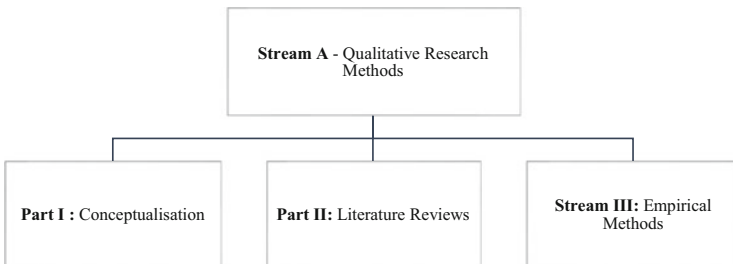 Stream A - Qualitative Research
Methods
Part I : Conceptualisation
Part II: Literature Reviews
Stream III: Empirical
Methods